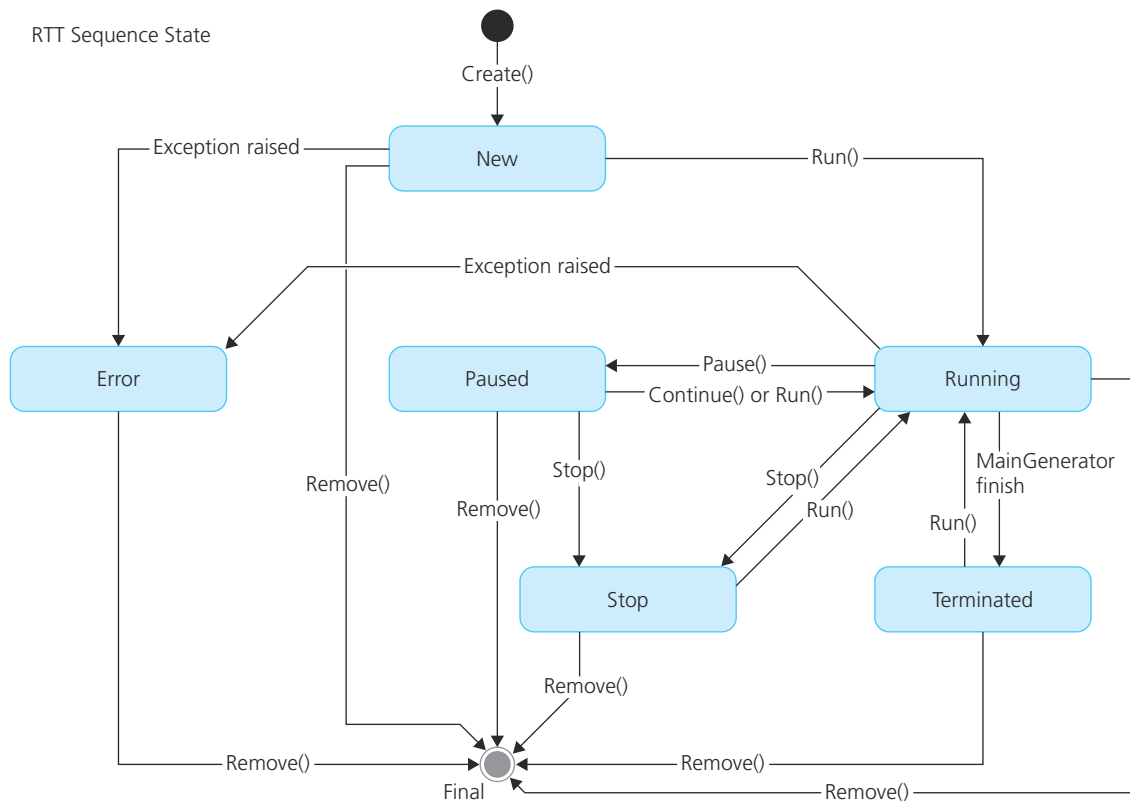 RTT Sequence State
Create()
Exception raised
New
Run()
Exception raised
Error
Paused
Pause()
Continue() or Run()
Running
Remove()
Stop()
Remove()
Stop()
Run()
MainGenerator
finish
Run()
Stop
Terminated
Remove()
Remove()
Remove()
Final
Remove()